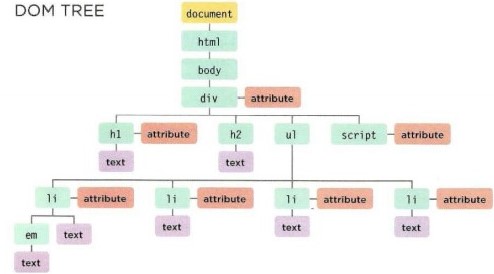 DOM TREE
document
html
body
div attribute
h1 attribute h2 ul script attribute
text text
li attribute li attribute li attribute li attribute
em text text text text
text